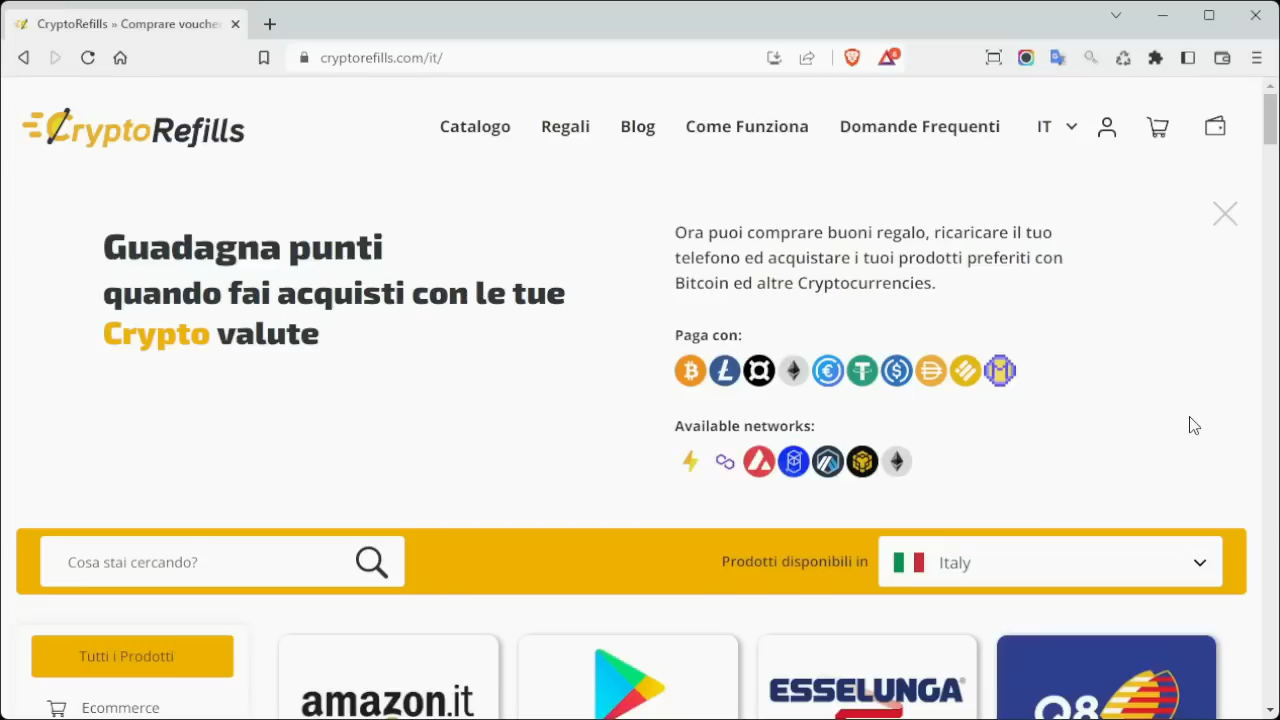 CryptoRefills » Comprare vouche
cryptorefills.com/it/
6
CryptoRefills
Catalogo
Regali
Blog
Come Funziona
Domande Frequenti
IT
Guadagna punti
quando fai acquisti con le tue
Crypto valute
Ora puoi comprare buoni regalo, ricaricare il tuo
telefono ed acquistare i tuoi prodotti preferiti con
Bitcoin ed altre Cryptocurrencies.
Paga con:
Available networks:
Cosa stai cercando?
Prodotti disponibili in
Italy
Tutti i Prodotti
Ecommerce
amazon.it
ESSELUNGA®
Q8